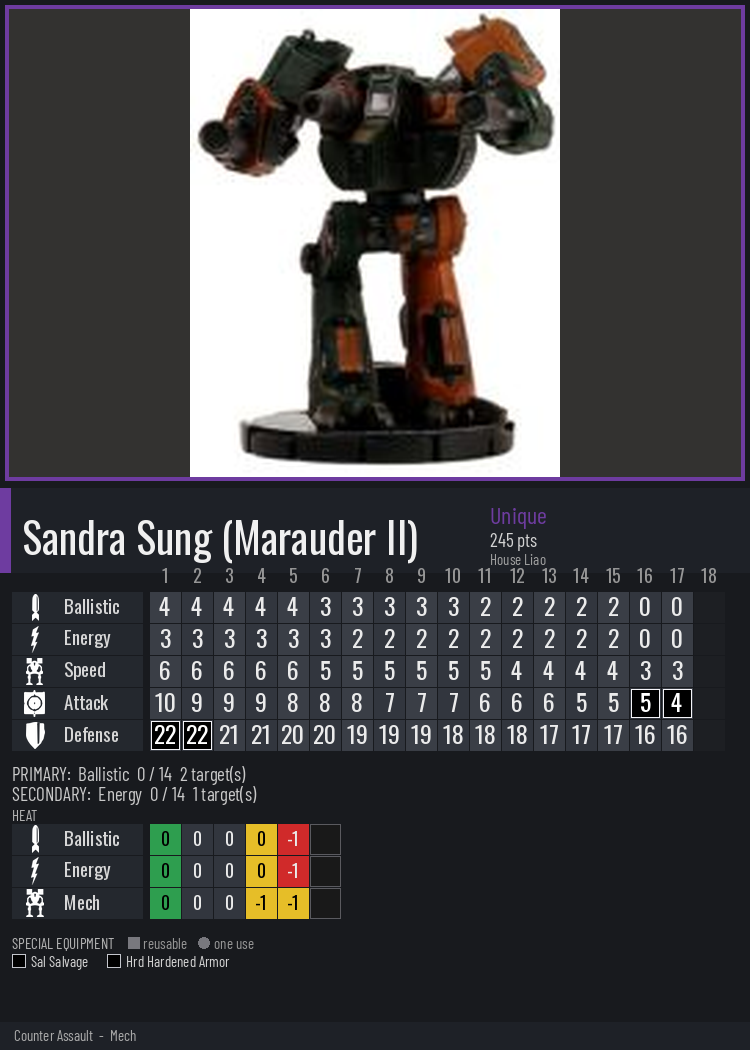 Sandra Sung (Marauder II)
Unique
245 pts
House Liao
1 2 3 4 5 6 7 8 9 10 11 12 13 14 15 16 17 18
Ballistic 4 4 4 4 4 3 3 3 3 3 2 2 2 2 2 0 0
Energy 3 3 3 3 3 3 2 2 2 2 2 2 2 2 2 0 0
Speed 6 6 6 6 6 5 5 5 5 5 5 4 4 4 4 3 3
Attack 10 9 9 9 8 8 8 7 7 7 6 6 6 5 5 5 4
Defense 22 22 21 21 20 20 19 19 19 18 18 18 17 17 17 16 16
PRIMARY: Ballistic 0 / 14 2 target(s)
SECONDARY: Energy 0 / 14 1 target(s)
HEAT
Ballistic 0 0 0 0 -1
Energy 0 0 0 0 -1
Mech 0 0 0 -1 -1
SPECIAL EQUIPMENT reusable one use
Sal Salvage Hrd Hardened Armor
Counter Assault - Mech